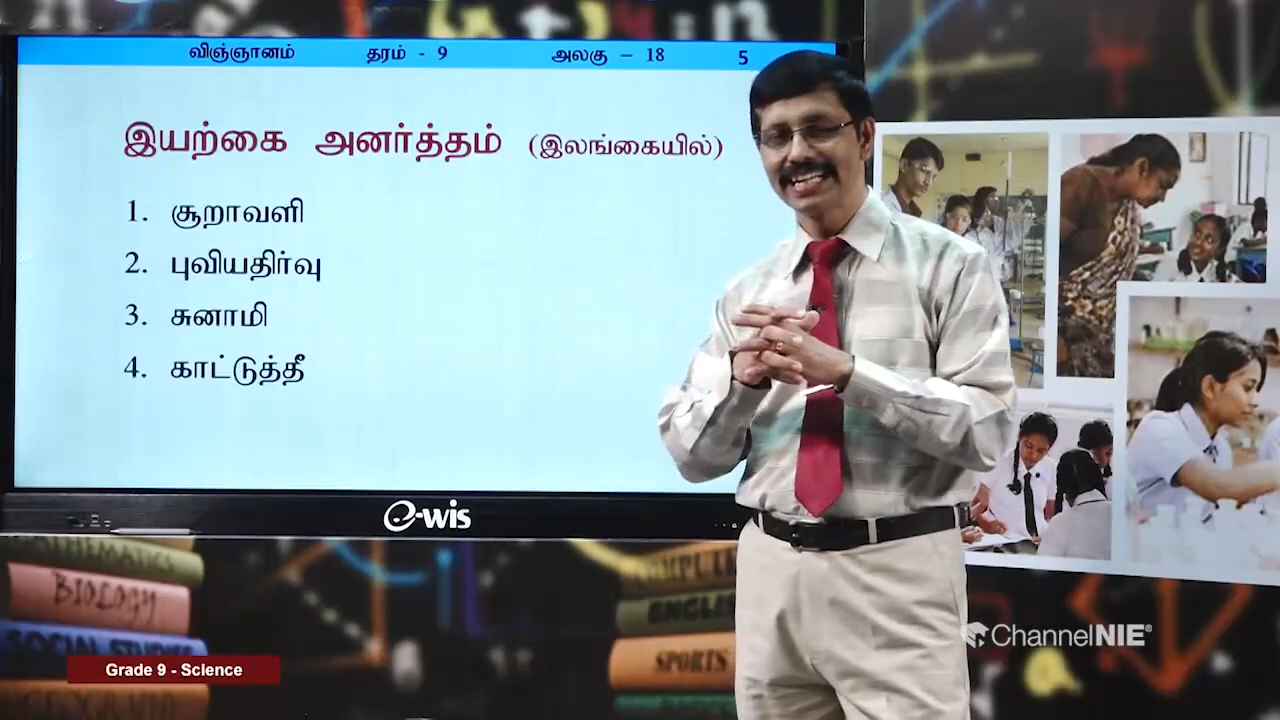 விஞ்ஞானம் தரம் - 9 அலகு - 18 5
இயற்கை அனர்த்தம் (இலங்கையில்)
1. சூறாவளி
2. புவியதிர்வு
3. சுனாமி
4. காட்டுத்தீ
e-wis
BIOLOGY
SOCIAL STUDIES
SPORTS
Grade 9 - Science
ChannelNIE®